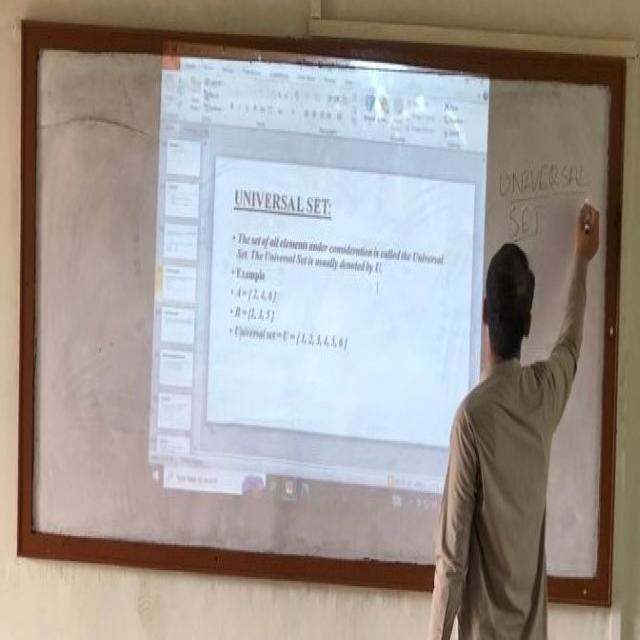 UNIVERSAL SET:
• The set of all elements under consideration is called the Universal
Set. The Universal Set is usually denoted by U.
• Example
• A = { 2, 4, 6 }
• B = {1, 3, 5 }
• Universal set = U = { 1, 2, 3, 4, 5, 6 }
UNIVERSAL
SET